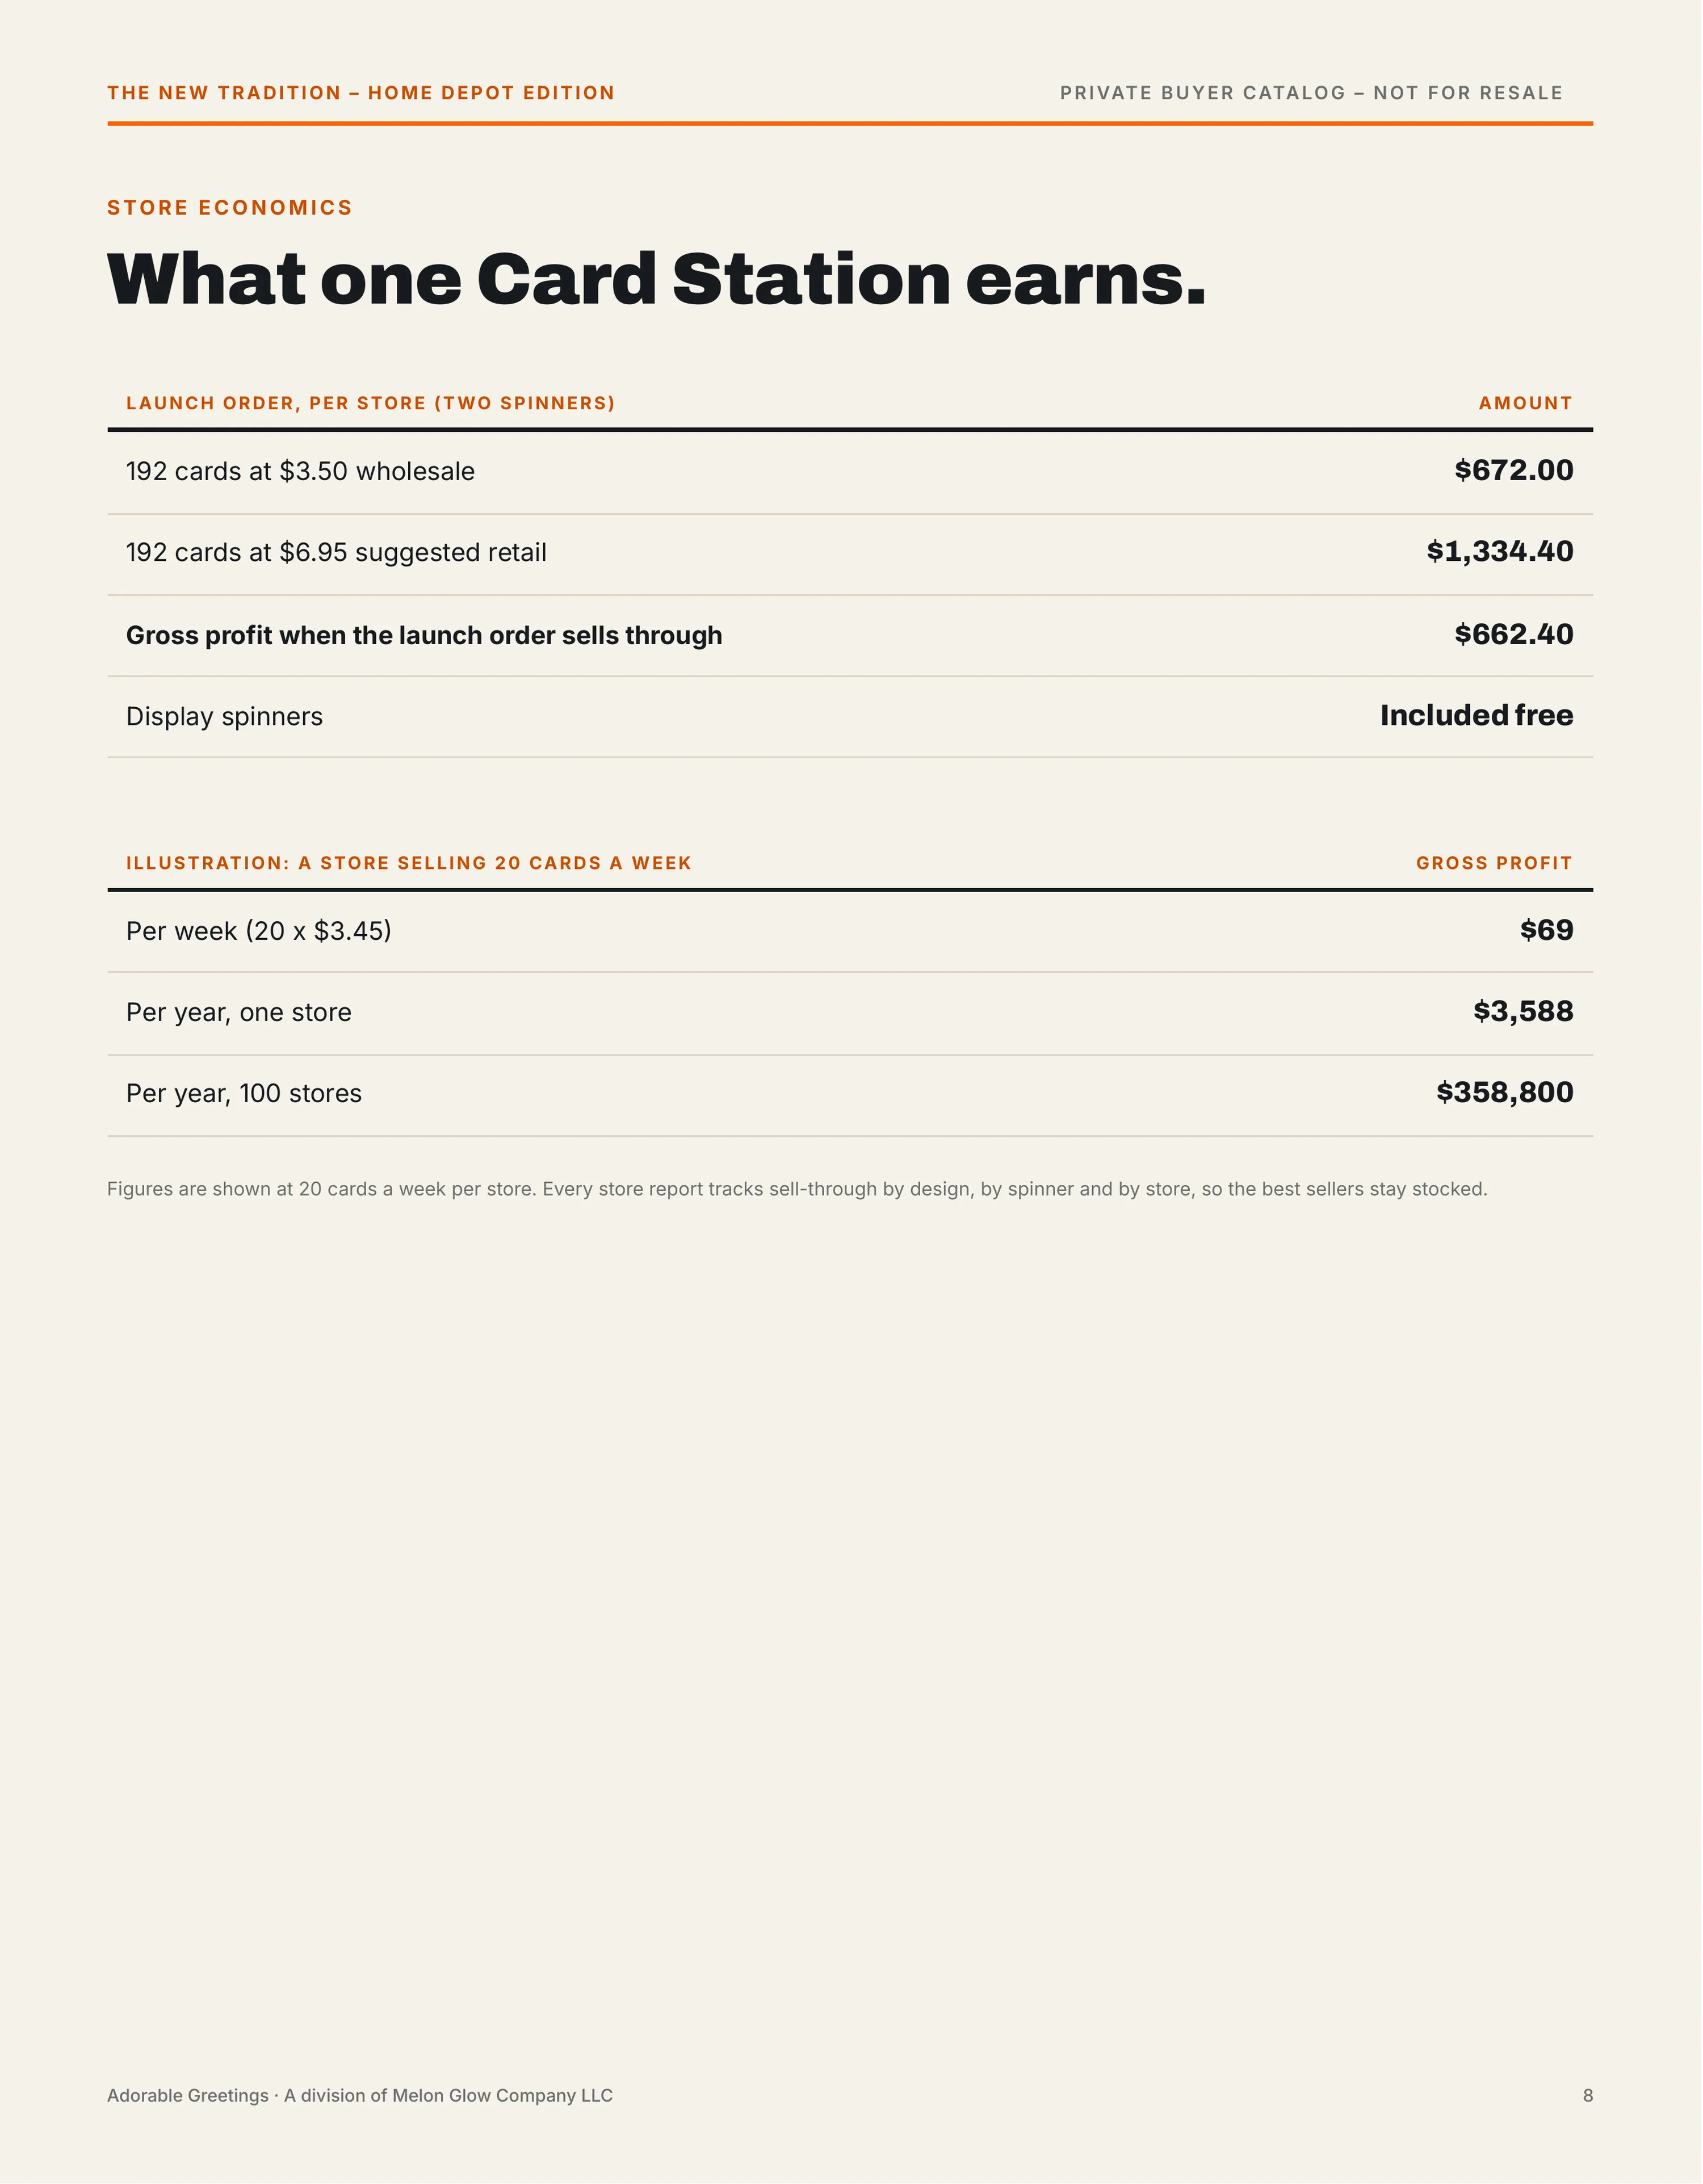 THE NEW TRADITION – HOME DEPOT EDITION
PRIVATE BUYER CATALOG – NOT FOR RESALE
STORE ECONOMICS
What one Card Station earns.
LAUNCH ORDER, PER STORE (TWO SPINNERS) AMOUNT
192 cards at $3.50 wholesale $672.00
192 cards at $6.95 suggested retail $1,334.40
Gross profit when the launch order sells through $662.40
Display spinners Included free
ILLUSTRATION: A STORE SELLING 20 CARDS A WEEK GROSS PROFIT
Per week (20 x $3.45) $69
Per year, one store $3,588
Per year, 100 stores $358,800
Figures are shown at 20 cards a week per store. Every store report tracks sell-through by design, by spinner and by store, so the best sellers stay stocked.
Adorable Greetings · A division of Melon Glow Company LLC 8